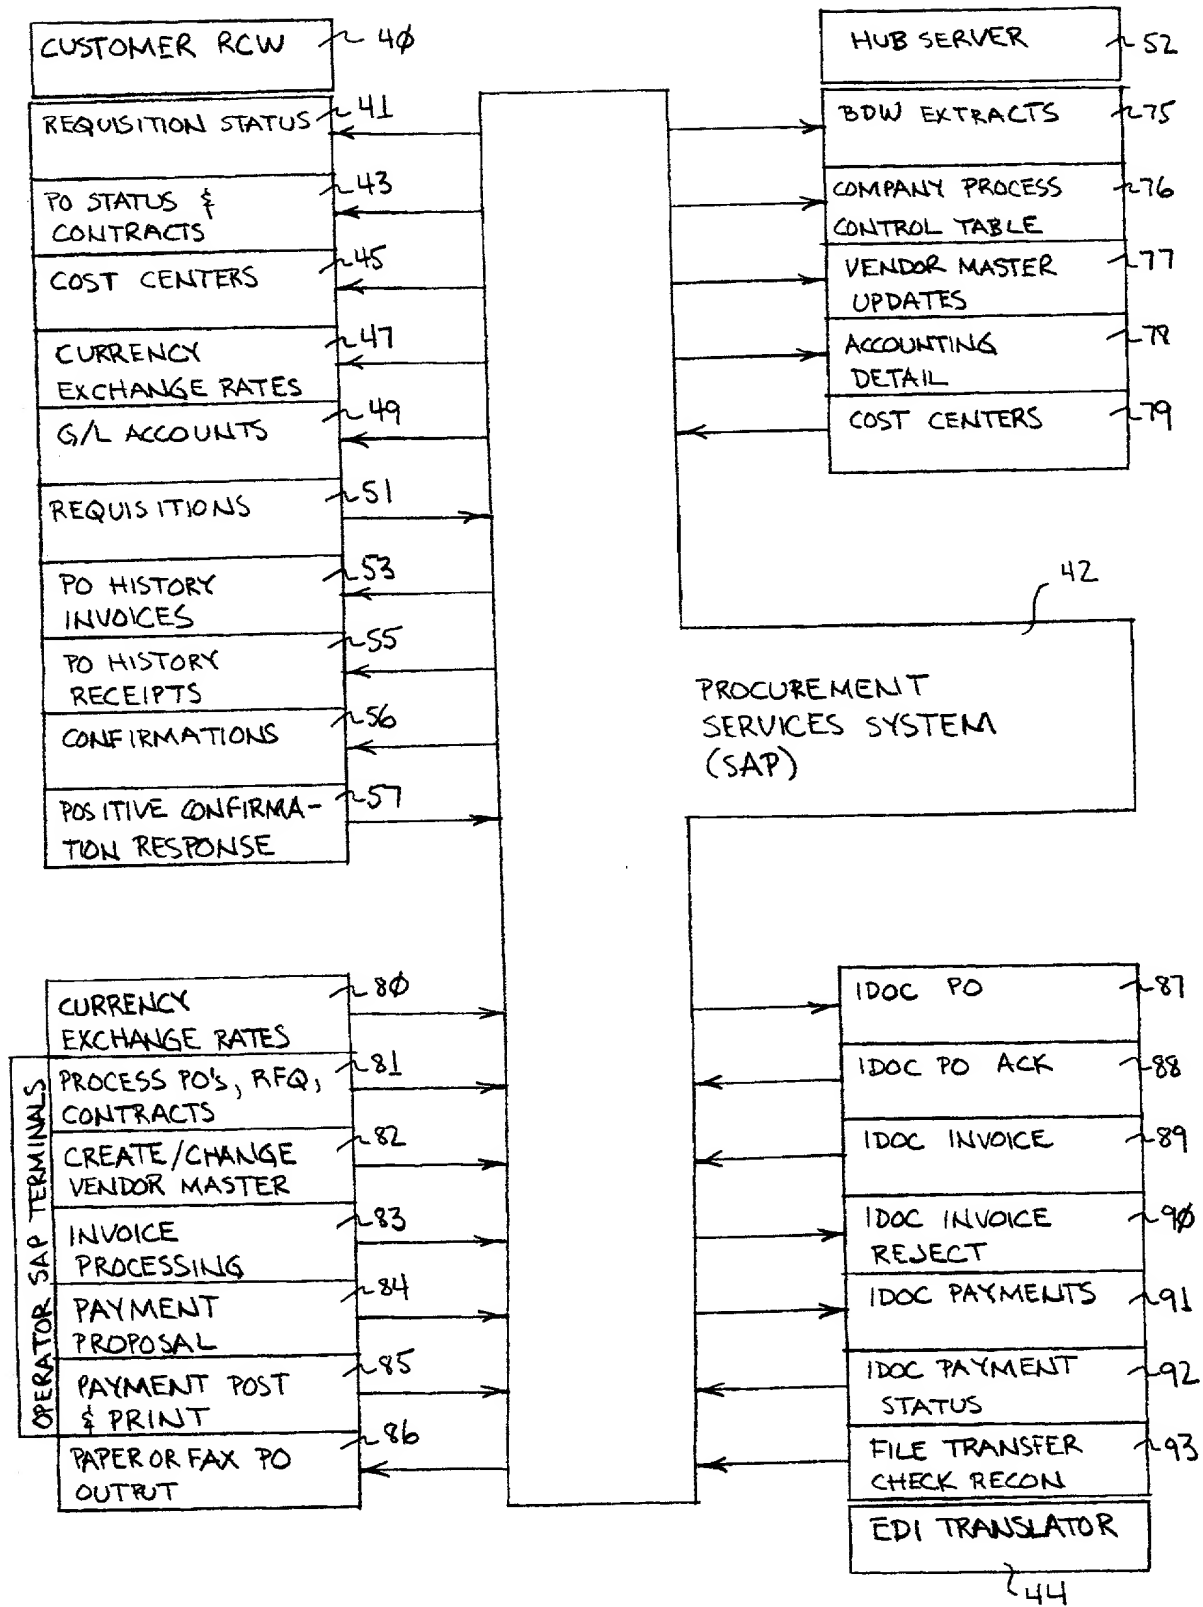 CUSTOMER RCW
40
REQUISITION STATUS
41
PO STATUS &
CONTRACTS
43
COST CENTERS
45
CURRENCY
EXCHANGE RATES
47
G/L ACCOUNTS
49
REQUISITIONS
51
PO HISTORY
INVOICES
53
PO HISTORY
RECEIPTS
55
CONFIRMATIONS
56
POSITIVE CONFIRMA-
TION RESPONSE
57
HUB SERVER
52
BDW EXTRACTS
75
COMPANY PROCESS
CONTROL TABLE
76
VENDOR MASTER
UPDATES
77
ACCOUNTING
DETAIL
78
COST CENTERS
79
42
PROCUREMENT
SERVICES SYSTEM
(SAP)
CURRENCY
EXCHANGE RATES
80
OPERATOR SAP TERMINALS
PROCESS PO'S, RFQ,
CONTRACTS
81
CREATE/CHANGE
VENDOR MASTER
82
INVOICE
PROCESSING
83
PAYMENT
PROPOSAL
84
PAYMENT POST
& PRINT
85
PAPER OR FAX PO
OUTPUT
86
IDOC PO
87
IDOC PO ACK
88
IDOC INVOICE
89
IDOC INVOICE
REJECT
90
IDOC PAYMENTS
91
IDOC PAYMENT
STATUS
92
FILE TRANSFER
CHECK RECON
93
EDI TRANSLATOR
44